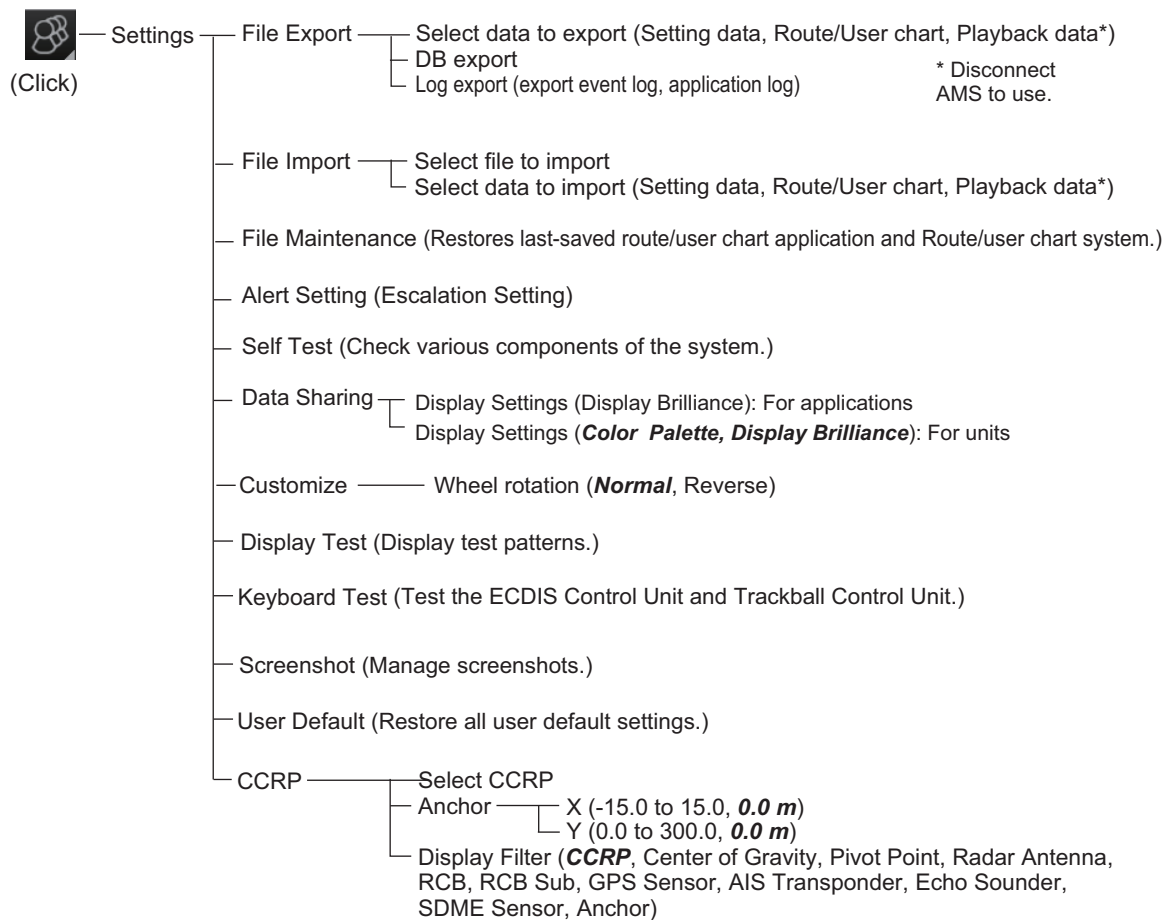 Settings
(Click)
File Export
Select data to export (Setting data, Route/User chart, Playback data*)
DB export
Log export (export event log, application log)
* Disconnect
AMS to use.
File Import
Select file to import
Select data to import (Setting data, Route/User chart, Playback data*)
File Maintenance (Restores last-saved route/user chart application and Route/user chart system.)
Alert Setting (Escalation Setting)
Self Test (Check various components of the system.)
Data Sharing
Display Settings (Display Brilliance): For applications
Display Settings (Color Palette, Display Brilliance): For units
Customize
Wheel rotation (Normal, Reverse)
Display Test (Display test patterns.)
Keyboard Test (Test the ECDIS Control Unit and Trackball Control Unit.)
Screenshot (Manage screenshots.)
User Default (Restore all user default settings.)
CCRP
Select CCRP
Anchor
X (-15.0 to 15.0, 0.0 m)
Y (0.0 to 300.0, 0.0 m)
Display Filter (CCRP, Center of Gravity, Pivot Point, Radar Antenna,
RCB, RCB Sub, GPS Sensor, AIS Transponder, Echo Sounder,
SDME Sensor, Anchor)